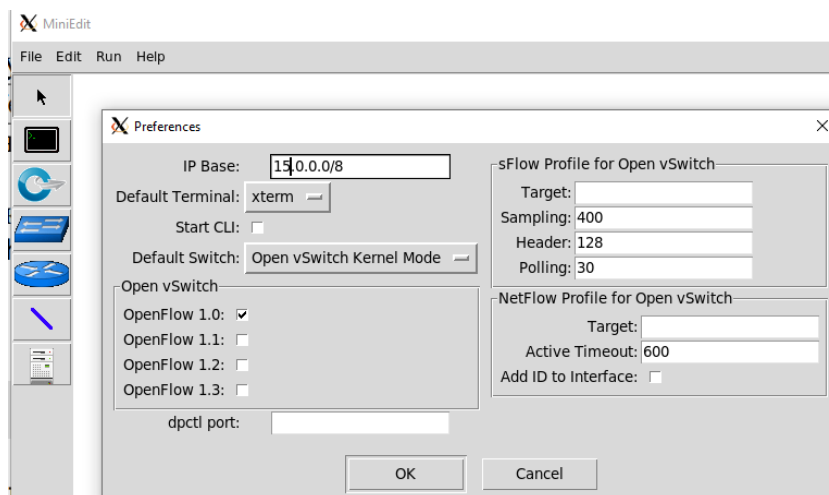 MiniEdit
File Edit Run Help
Preferences
IP Base: 15.0.0.0/8
Default Terminal: xterm
Start CLI:
Default Switch: Open vSwitch Kernel Mode
Open vSwitch
OpenFlow 1.0:
OpenFlow 1.1:
OpenFlow 1.2:
OpenFlow 1.3:
dpctl port:
sFlow Profile for Open vSwitch
Target:
Sampling: 400
Header: 128
Polling: 30
NetFlow Profile for Open vSwitch
Target:
Active Timeout: 600
Add ID to Interface:
OK Cancel